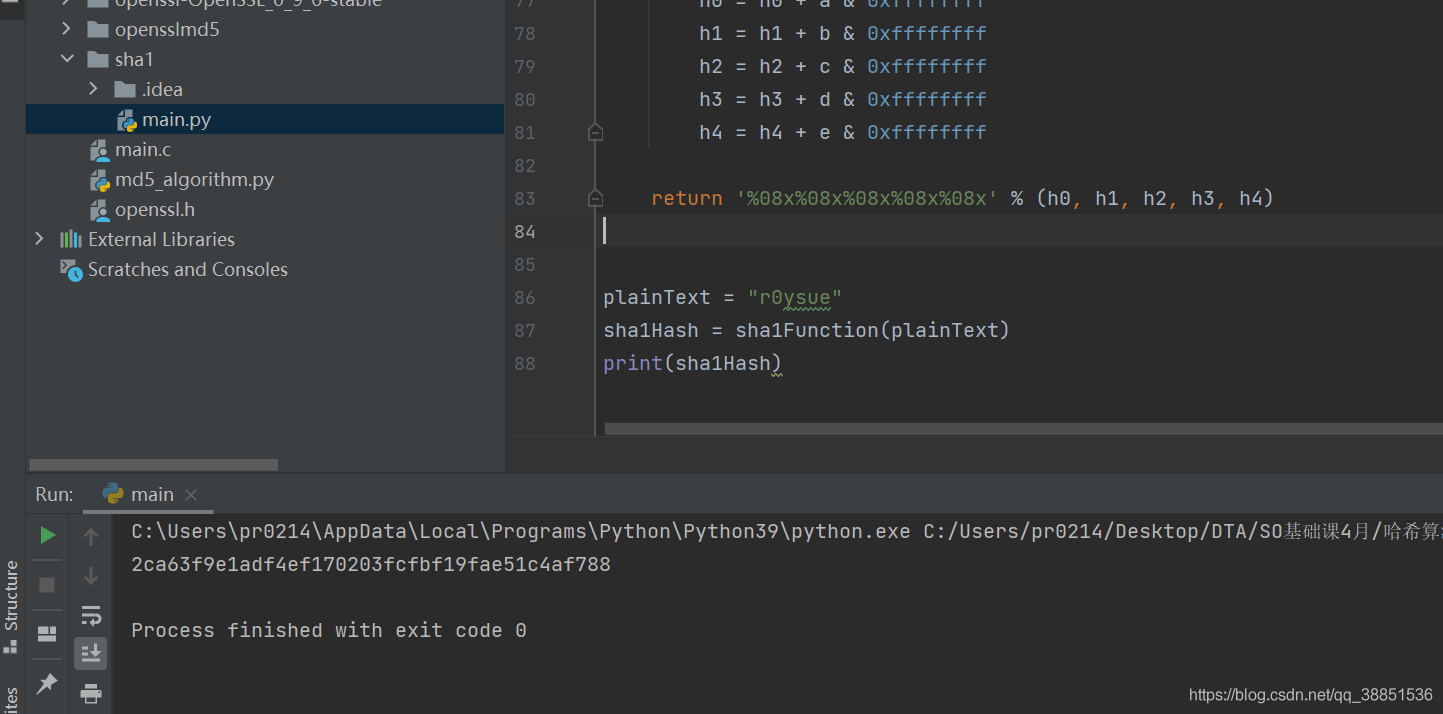 openssl-OpenSSL_0_9_6-stable
opensslmd5
sha1
.idea
main.py
main.c
md5_algorithm.py
openssl.h
External Libraries
Scratches and Consoles
77 h0 = h0 + a & 0xffffffff
78 h1 = h1 + b & 0xffffffff
79 h2 = h2 + c & 0xffffffff
80 h3 = h3 + d & 0xffffffff
81 h4 = h4 + e & 0xffffffff
82
83 return '%08x%08x%08x%08x%08x' % (h0, h1, h2, h3, h4)
84
85
86 plainText = "r0ysue"
87 sha1Hash = sha1Function(plainText)
88 print(sha1Hash)
Run: main
C:\Users\pr0214\AppData\Local\Programs\Python\Python39\python.exe C:/Users/pr0214/Desktop/DTA/SO基础课4月/哈希算
2ca63f9e1adf4ef170203fcfbf19fae51c4af788
Process finished with exit code 0
Structure
https://blog.csdn.net/qq_38851536